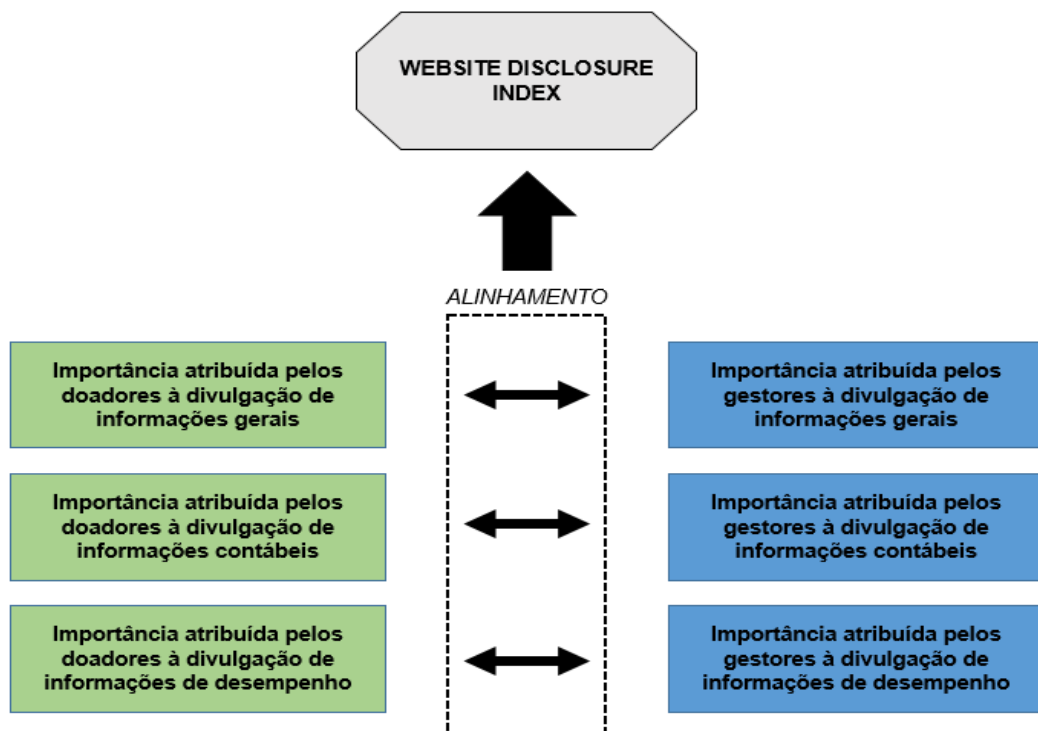 WEBSITE DISCLOSURE
INDEX
ALINHAMENTO
Importância atribuída pelos
doadores à divulgação de
informações gerais
Importância atribuída pelos
gestores à divulgação de
informações gerais
Importância atribuída pelos
doadores à divulgação de
informações contábeis
Importância atribuída pelos
gestores à divulgação de
informações contábeis
Importância atribuída pelos
doadores à divulgação de
informações de desempenho
Importância atribuída pelos
gestores à divulgação de
informações de desempenho